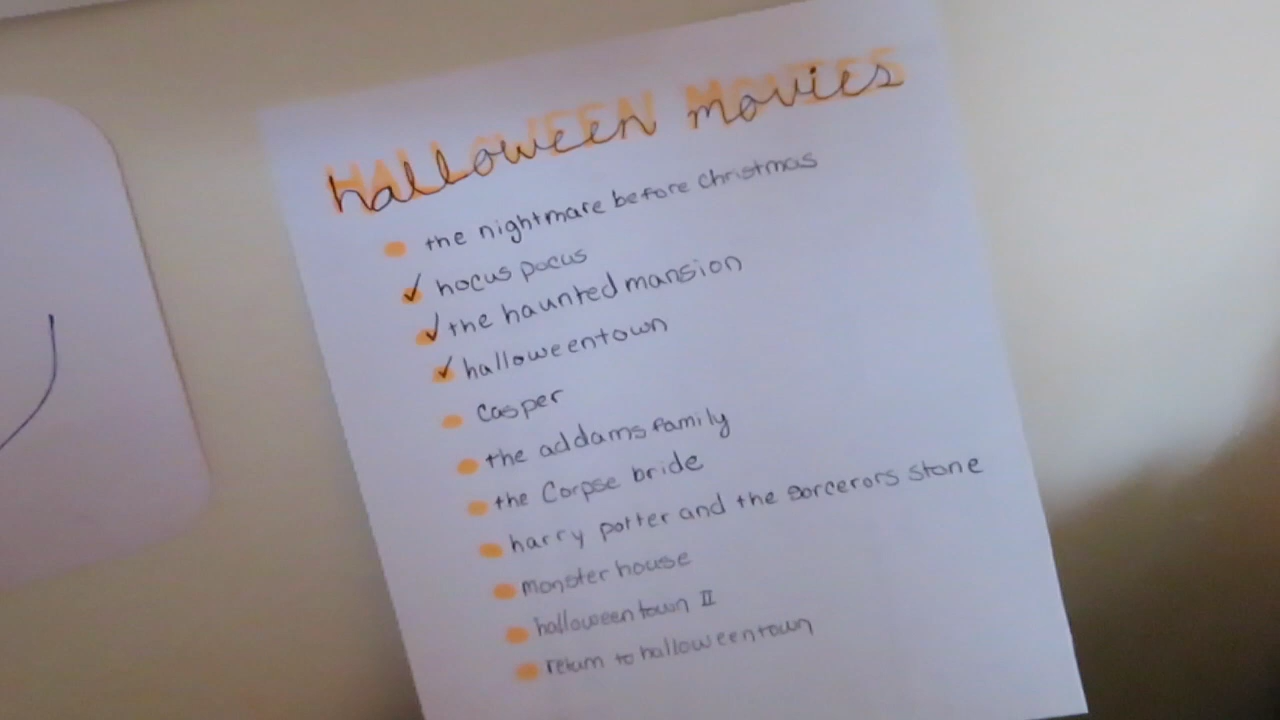 halloween movies
the nightmare before christmas
✓ hocus pocus
✓ the haunted mansion
✓ halloweentown
Casper
the addams family
the Corpse bride
harry potter and the sorcerors stone
monster house
halloweentown II
return to halloweentown